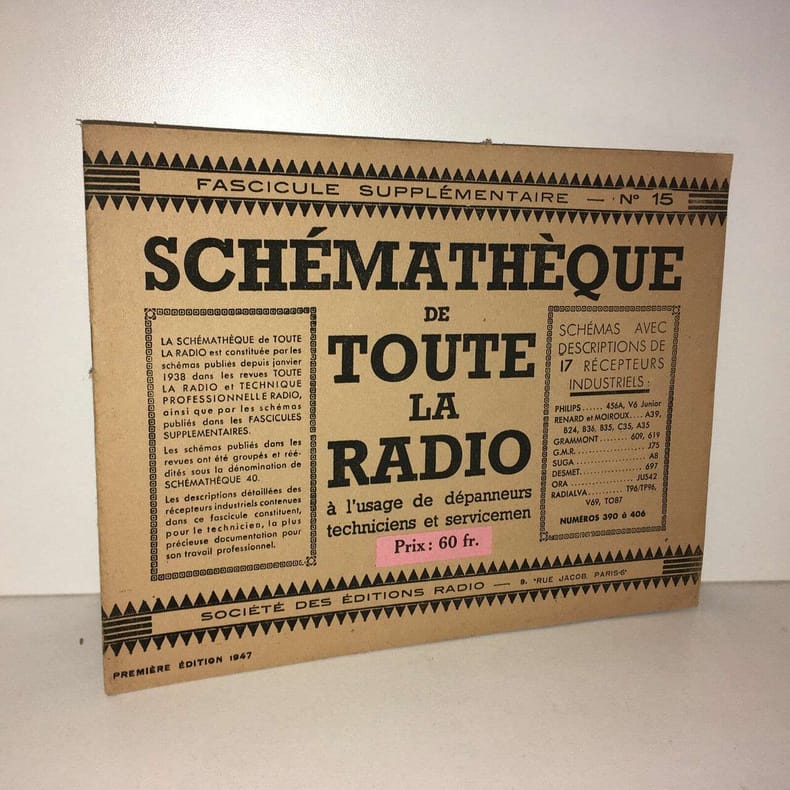 FASCICULE SUPPLÉMENTAIRE — N° 15
SCHÉMATHÈQUE
DE
TOUTE
LA
RADIO
à l'usage de dépanneurs
techniciens et servicemen
Prix : 60 fr.
LA SCHÉMATHÈQUE de TOUTE
LA RADIO est constituée par les
schémas publiés depuis janvier
1938 dans les revues TOUTE
LA RADIO et TECHNIQUE
PROFESSIONNELLE RADIO,
ainsi que par les schémas
publiés dans les FASCICULES
SUPPLÉMENTAIRES.
Les schémas publiés dans les
revues ont été groupés et réé-
dités sous la dénomination de
SCHÉMATHÈQUE 40.
Les descriptions détaillées des
récepteurs industriels contenues
dans ce fascicule constituent,
pour le technicien, la plus
précieuse documentation pour
son travail professionnel.
SCHÉMAS AVEC
DESCRIPTIONS DE
17 RÉCEPTEURS
INDUSTRIELS :
PHILIPS...... 456A, V6 Junior
RENARD et MOIROUX.... A39,
B24, B36, B35, C35, A35
GRAMMONT....... 609, 619
G.M.R. .................. J75
SUGA .................... A8
DESMET................. 697
ORA .................. JUS42
RADIALVA......... T96/TP96,
V69, TO87
NUMÉROS 390 à 406
SOCIÉTÉ DES ÉDITIONS RADIO — 9, RUE JACOB, PARIS-6e
PREMIÈRE ÉDITION 1947